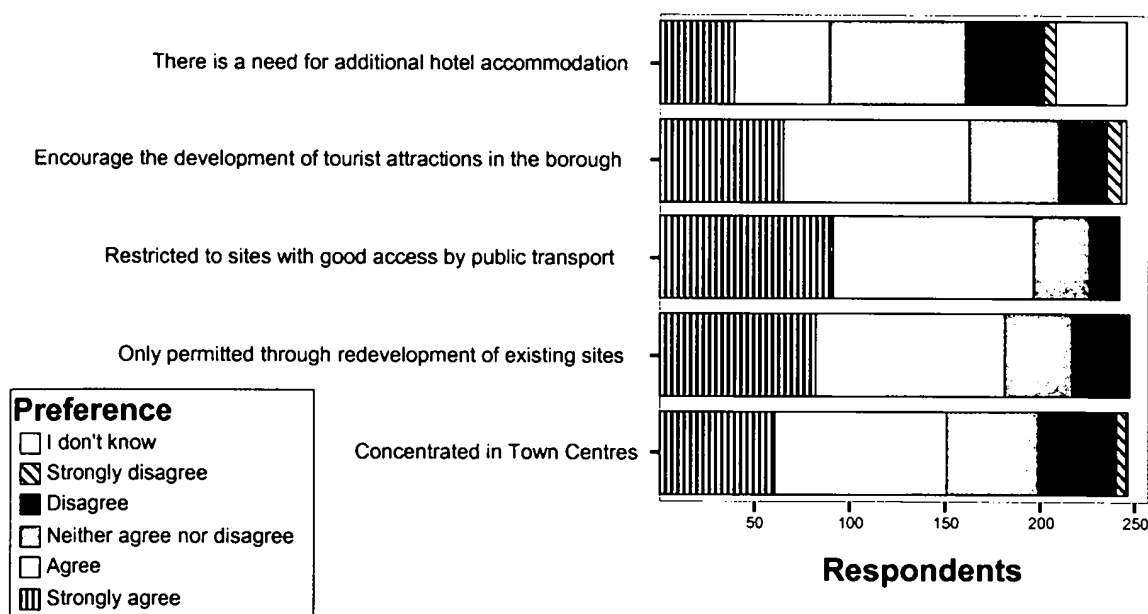 There is a need for additional hotel accommodation
Encourage the development of tourist attractions in the borough
Restricted to sites with good access by public transport
Only permitted through redevelopment of existing sites
Concentrated in Town Centres
Preference
I don't know
Strongly disagree
Disagree
Neither agree nor disagree
Agree
Strongly agree
50 100 150 200 250
Respondents